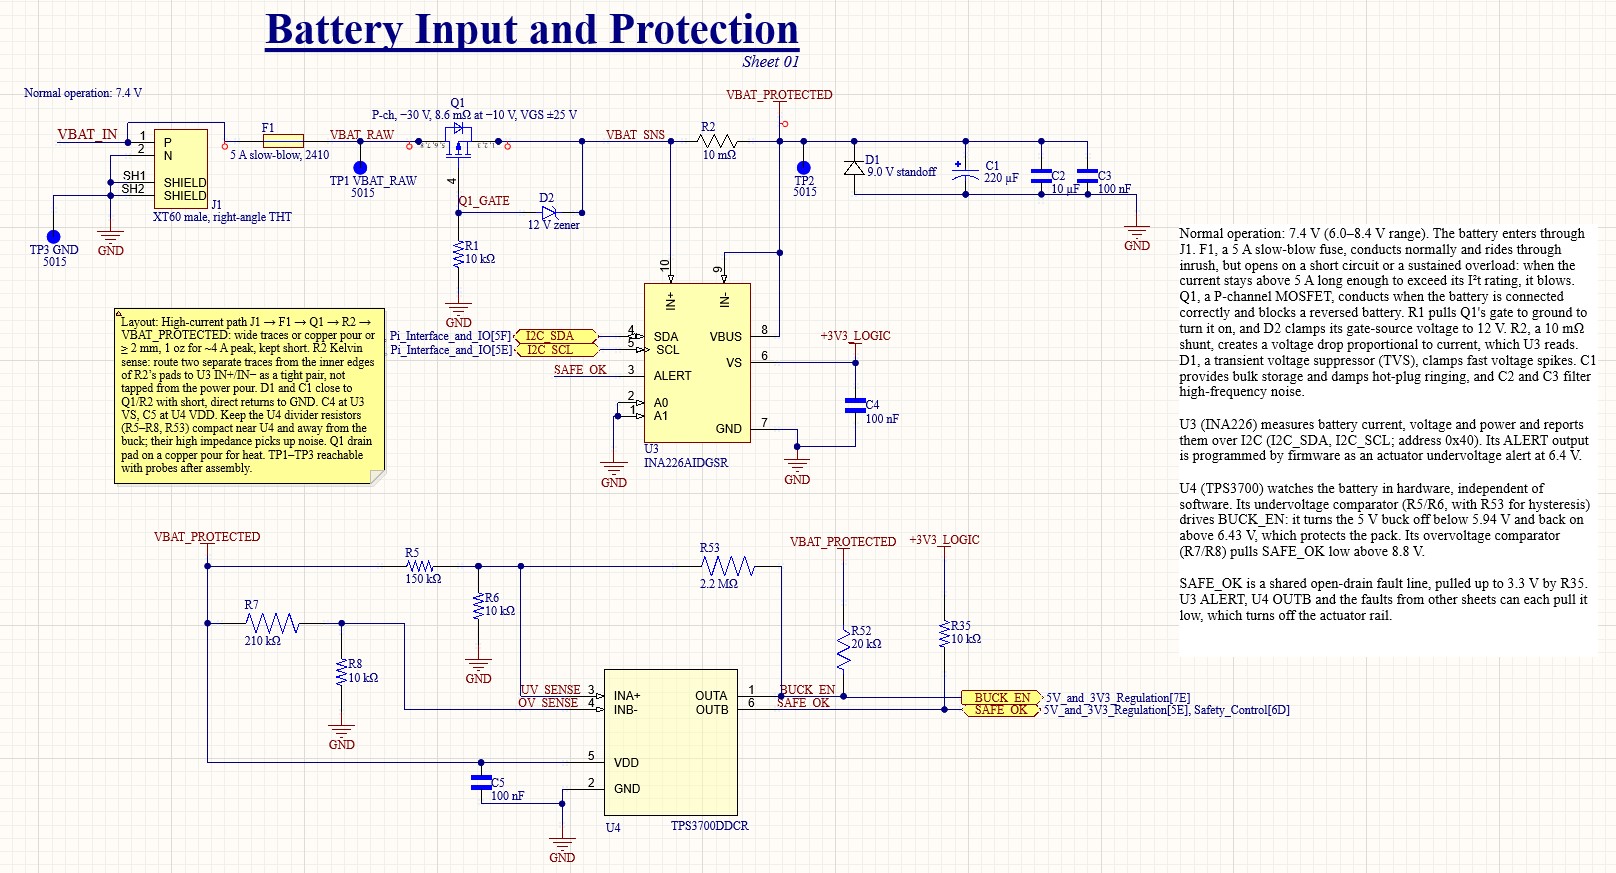 Battery Input and Protection
Sheet 01
Normal operation: 7.4 V
VBAT_IN
1
2
P
N
SH1
SH2
SHIELD
SHIELD
J1
XT60 male, right-angle THT
TP3 GND
5015
GND
F1
5 A slow-blow, 2410
VBAT_RAW
TP1 VBAT_RAW
5015
Q1
P-ch, −30 V, 8.6 mΩ at −10 V, VGS ±25 V
4
Q1_GATE
D2
12 V zener
R1
10 kΩ
GND
VBAT_SNS
R2
10 mΩ
VBAT_PROTECTED
TP2
5015
D1
9.0 V standoff
C1
220 µF
C2
10 µF
C3
100 nF
GND
10
9
IN+
IN-
Pi_Interface_and_IO[5F]
I2C_SDA
4
SDA
Pi_Interface_and_IO[5E]
I2C_SCL
5
SCL
SAFE_OK
3
ALERT
2
A0
1
A1
VBUS
8
VS
6
GND
7
U3
INA226AIDGSR
GND
+3V3_LOGIC
C4
100 nF
GND
Layout: High-current path J1 → F1 → Q1 → R2 →
VBAT_PROTECTED: wide traces or copper pour or
≥ 2 mm, 1 oz for ~4 A peak, kept short. R2 Kelvin
sense: route two separate traces from the inner edges
of R2's pads to U3 IN+/IN− as a tight pair, not
tapped from the power pour. D1 and C1 close to
Q1/R2 with short, direct returns to GND. C4 at U3
VS, C5 at U4 VDD. Keep the U4 divider resistors
(R5–R8, R53) compact near U4 and away from the
buck; their high impedance picks up noise. Q1 drain
pad on a copper pour for heat. TP1–TP3 reachable
with probes after assembly.
Normal operation: 7.4 V (6.0–8.4 V range). The battery enters through
J1. F1, a 5 A slow-blow fuse, conducts normally and rides through
inrush, but opens on a short circuit or a sustained overload: when the
current stays above 5 A long enough to exceed its I²t rating, it blows.
Q1, a P-channel MOSFET, conducts when the battery is connected
correctly and blocks a reversed battery. R1 pulls Q1's gate to ground to
turn it on, and D2 clamps its gate-source voltage to 12 V. R2, a 10 mΩ
shunt, creates a voltage drop proportional to current, which U3 reads.
D1, a transient voltage suppressor (TVS), clamps fast voltage spikes. C1
provides bulk storage and damps hot-plug ringing, and C2 and C3 filter
high-frequency noise.
U3 (INA226) measures battery current, voltage and power and reports
them over I2C (I2C_SDA, I2C_SCL; address 0x40). Its ALERT output
is programmed by firmware as an actuator undervoltage alert at 6.4 V.
U4 (TPS3700) watches the battery in hardware, independent of
software. Its undervoltage comparator (R5/R6, with R53 for hysteresis)
drives BUCK_EN: it turns the 5 V buck off below 5.94 V and back on
above 6.43 V, which protects the pack. Its overvoltage comparator
(R7/R8) pulls SAFE_OK low above 8.8 V.
SAFE_OK is a shared open-drain fault line, pulled up to 3.3 V by R35.
U3 ALERT, U4 OUTB and the faults from other sheets can each pull it
low, which turns off the actuator rail.
VBAT_PROTECTED
R5
150 kΩ
R6
10 kΩ
GND
R7
210 kΩ
R8
10 kΩ
GND
R53
2.2 MΩ
VBAT_PROTECTED
R52
20 kΩ
+3V3_LOGIC
R35
10 kΩ
UV_SENSE
3
INA+
OV_SENSE
4
INB-
OUTA
1
BUCK_EN
OUTB
6
SAFE_OK
BUCK_EN
5V_and_3V3_Regulation[7E]
SAFE_OK
5V_and_3V3_Regulation[5E], Safety_Control[6D]
5
VDD
2
GND
C5
100 nF
GND
U4
TPS3700DDCR